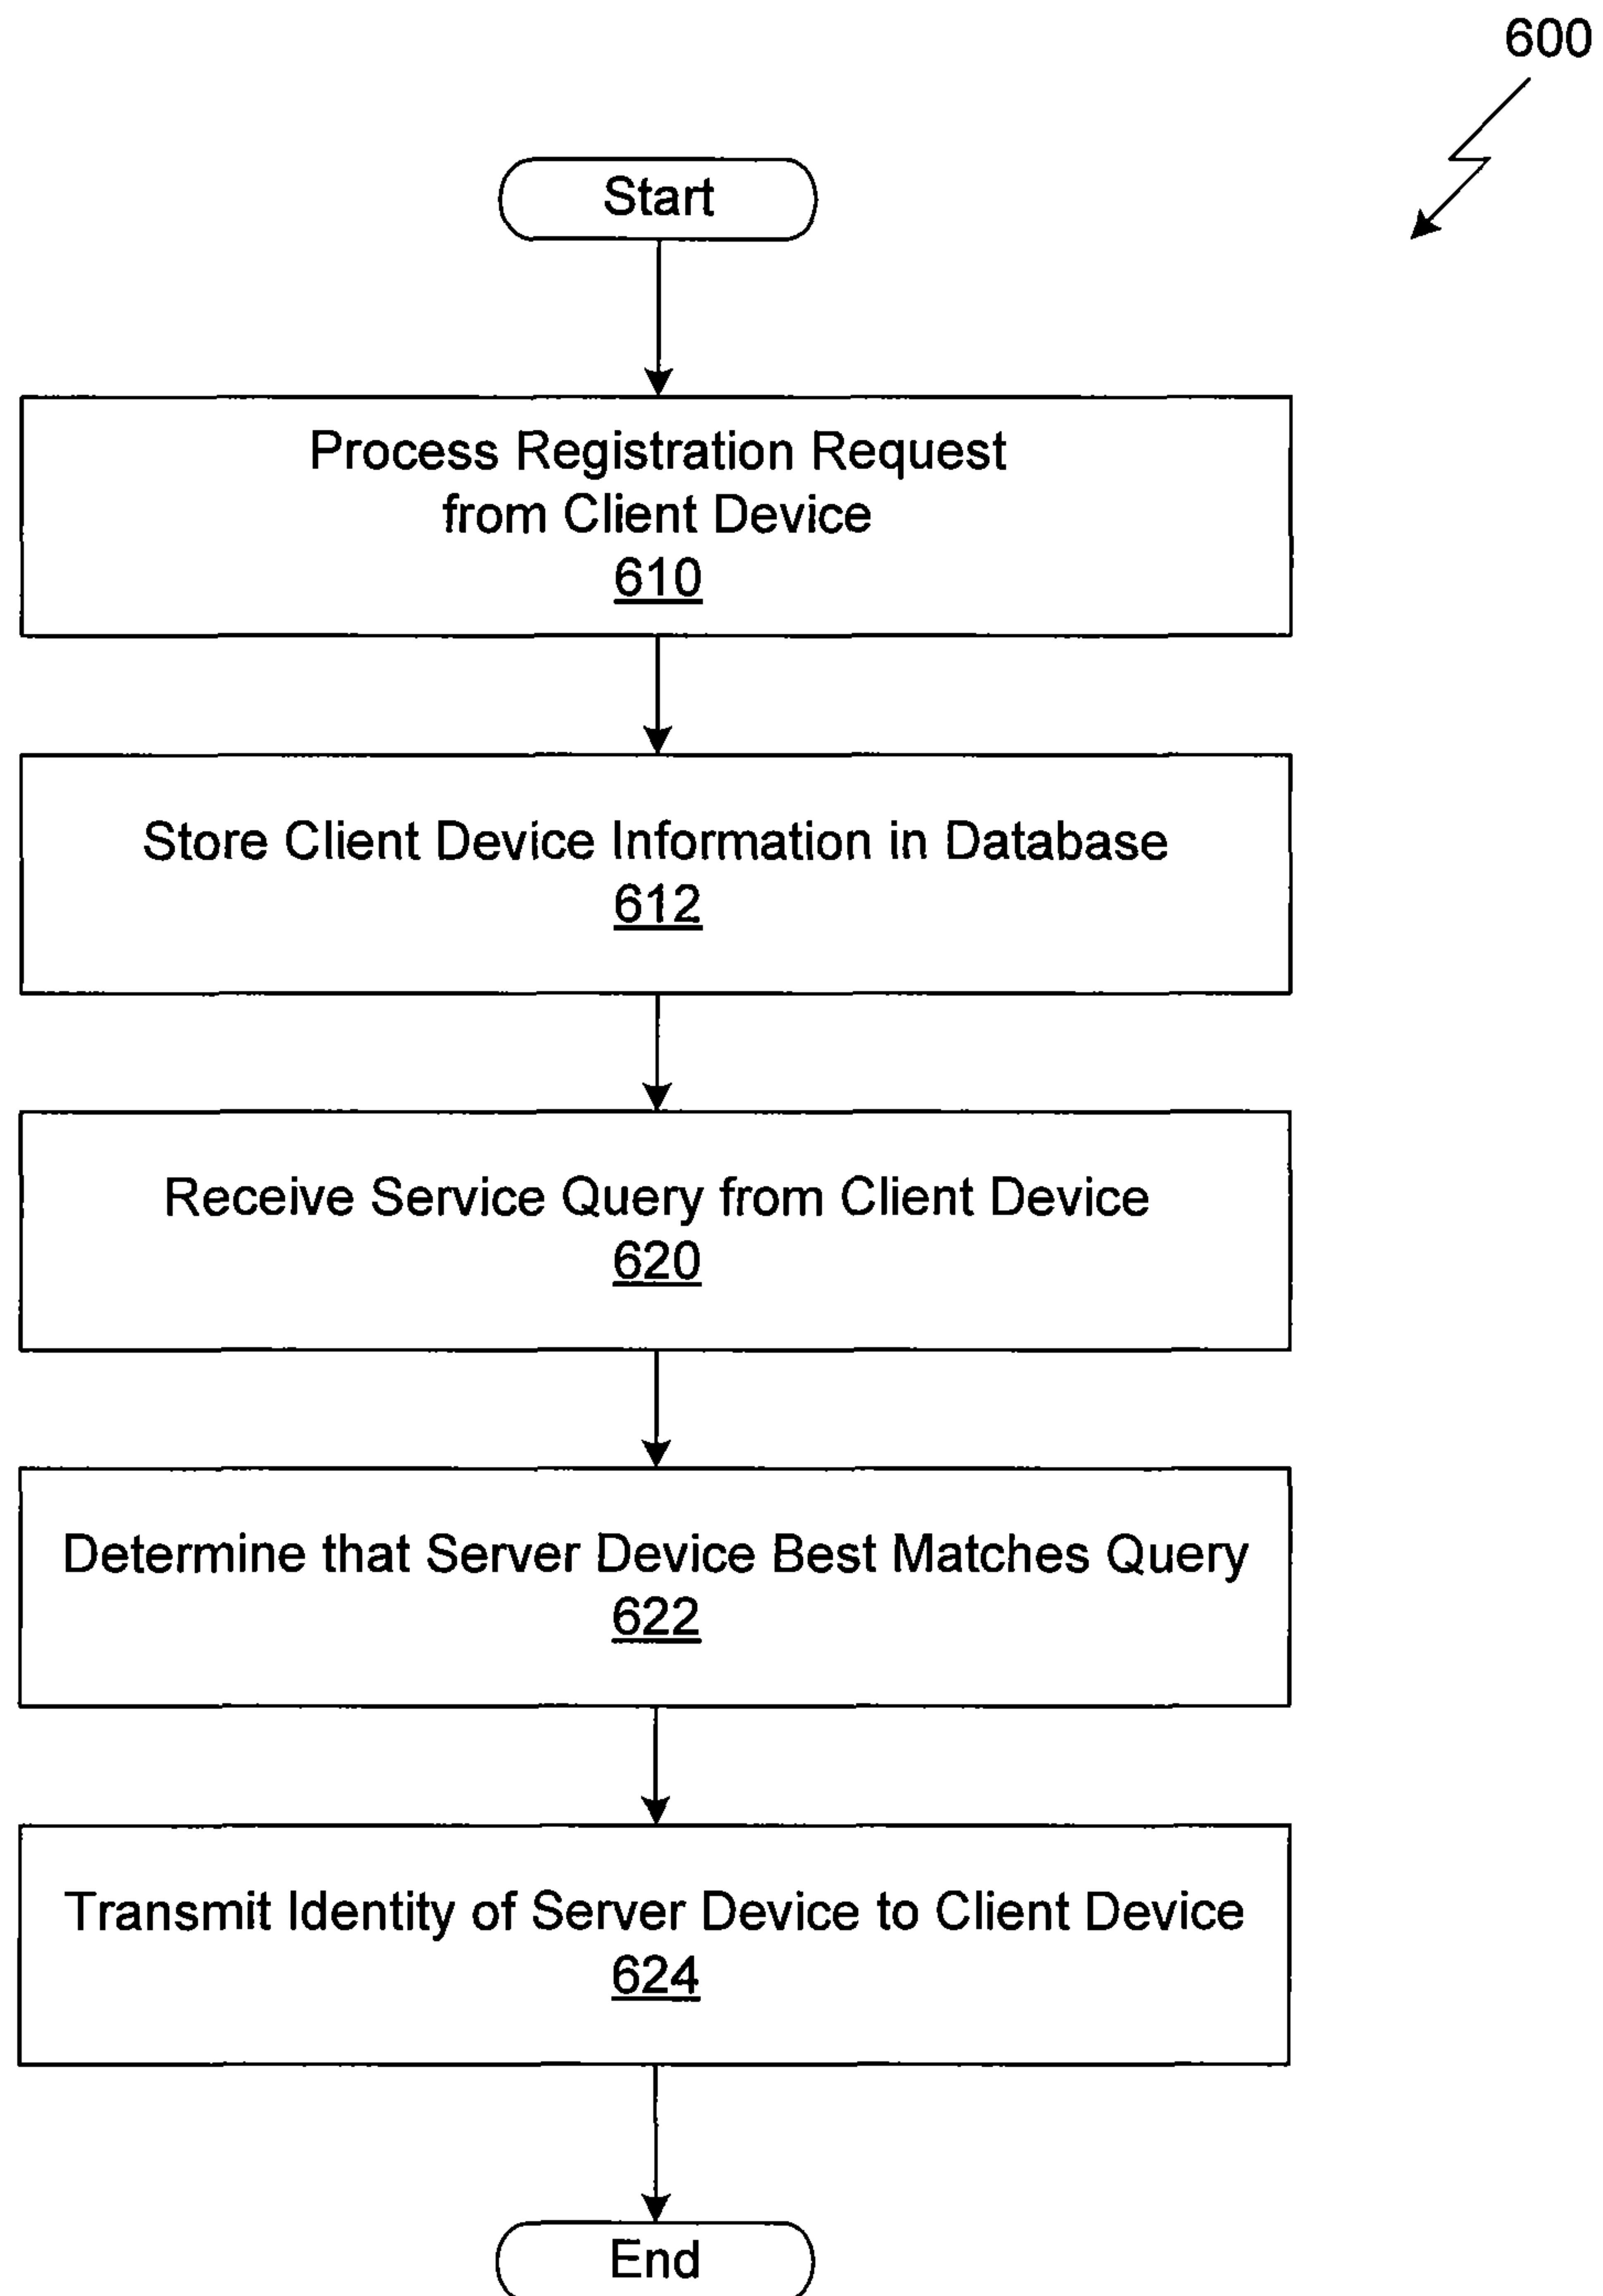 600
Start
Process Registration Request
from Client Device
610
Store Client Device Information in Database
612
Receive Service Query from Client Device
620
Determine that Server Device Best Matches Query
622
Transmit Identity of Server Device to Client Device
624
End